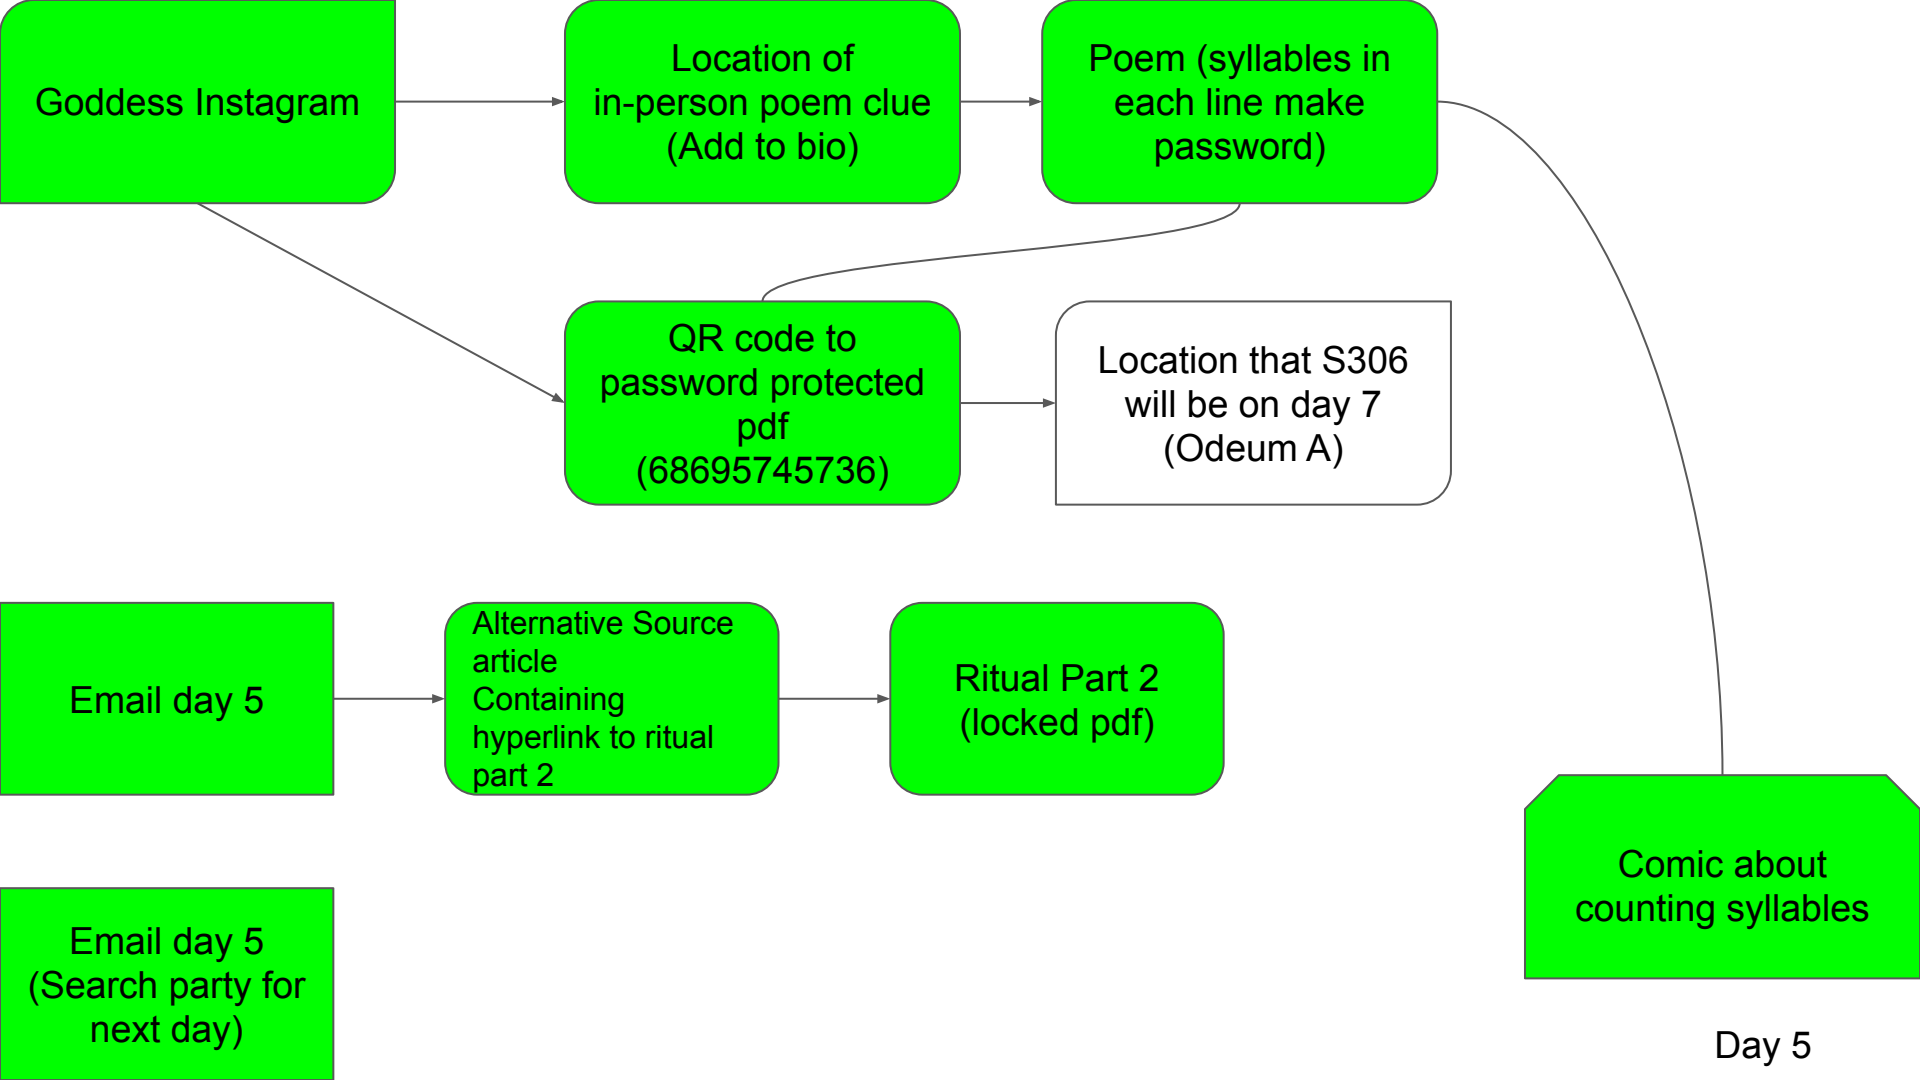 Goddess Instagram
Location of
in-person poem clue
(Add to bio)
Poem (syllables in
each line make
password)
QR code to
password protected
pdf
(68695745736)
Location that S306
will be on day 7
(Odeum A)
Email day 5
Alternative Source
article
Containing
hyperlink to ritual
part 2
Ritual Part 2
(locked pdf)
Comic about
counting syllables
Email day 5
(Search party for
next day)
Day 5